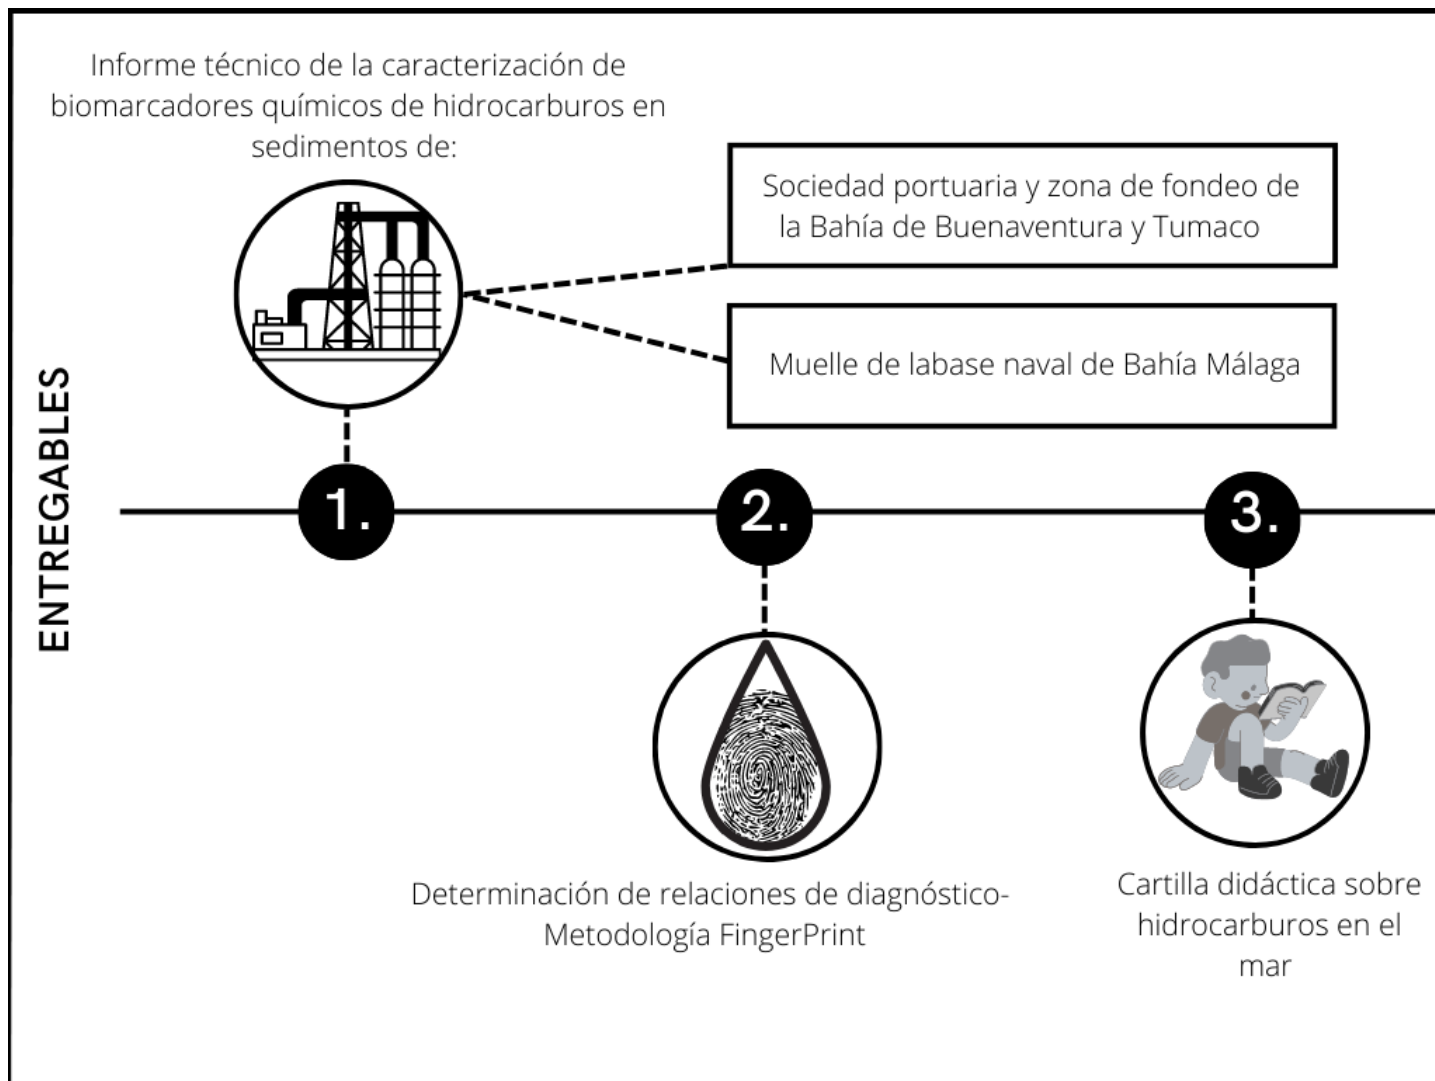 Informe técnico de la caracterización de
biomarcadores químicos de hidrocarburos en
sedimentos de:
Sociedad portuaria y zona de fondeo de
la Bahía de Buenaventura y Tumaco
Muelle de labase naval de Bahía Málaga
ENTREGABLES
1.
2.
3.
Determinación de relaciones de diagnóstico-
Metodología FingerPrint
Cartilla didáctica sobre
hidrocarburos en el
mar